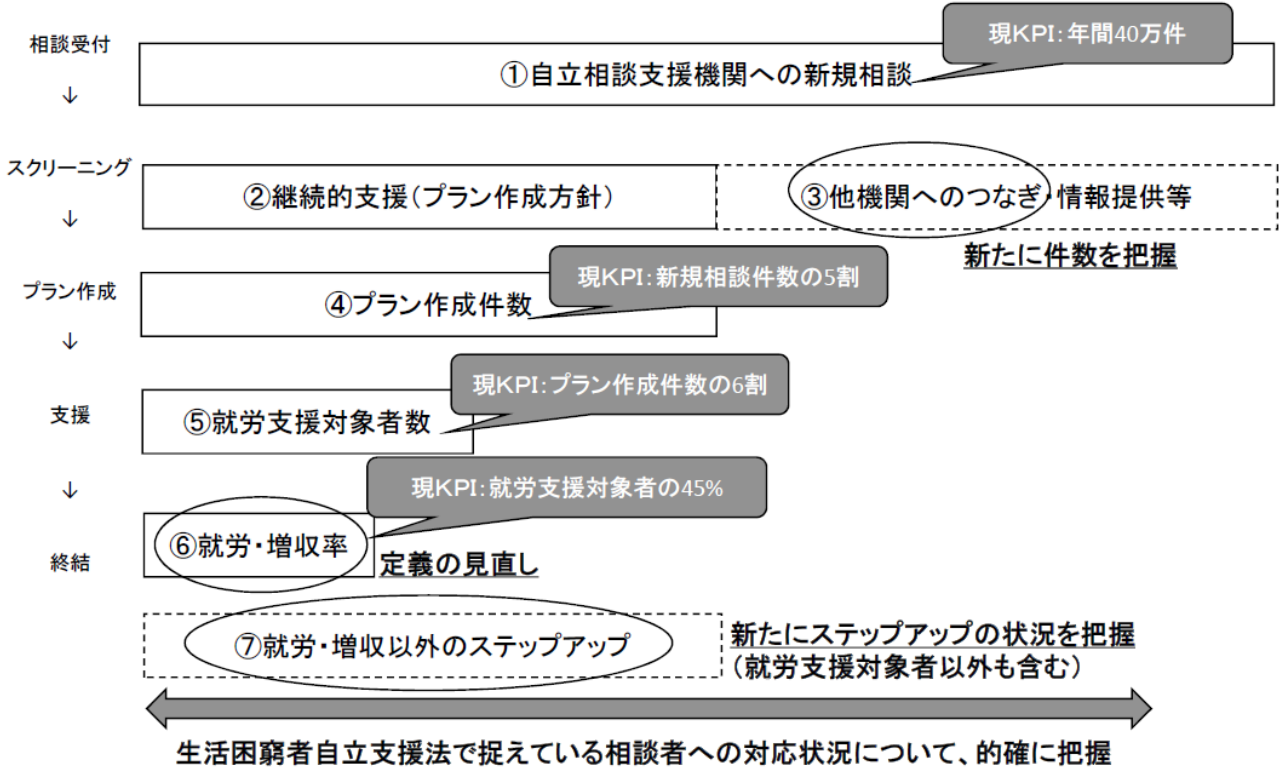 現KPI:年間40万件
相談受付
①自立相談支援機関への新規相談
↓
スクリーニング
②継続的支援(プラン作成方針)
③他機関へのつなぎ・情報提供等
↓
新たに件数を把握
現KPI:新規相談件数の5割
プラン作成
④プラン作成件数
↓
現KPI:プラン作成件数の6割
支援
⑤就労支援対象者数
↓
現KPI:就労支援対象者の45%
⑥就労・増収率
終結
定義の見直し
⑦就労・増収以外のステップアップ
新たにステップアップの状況を把握
(就労支援対象者以外も含む)
生活困窮者自立支援法で捉えている相談者への対応状況について、的確に把握